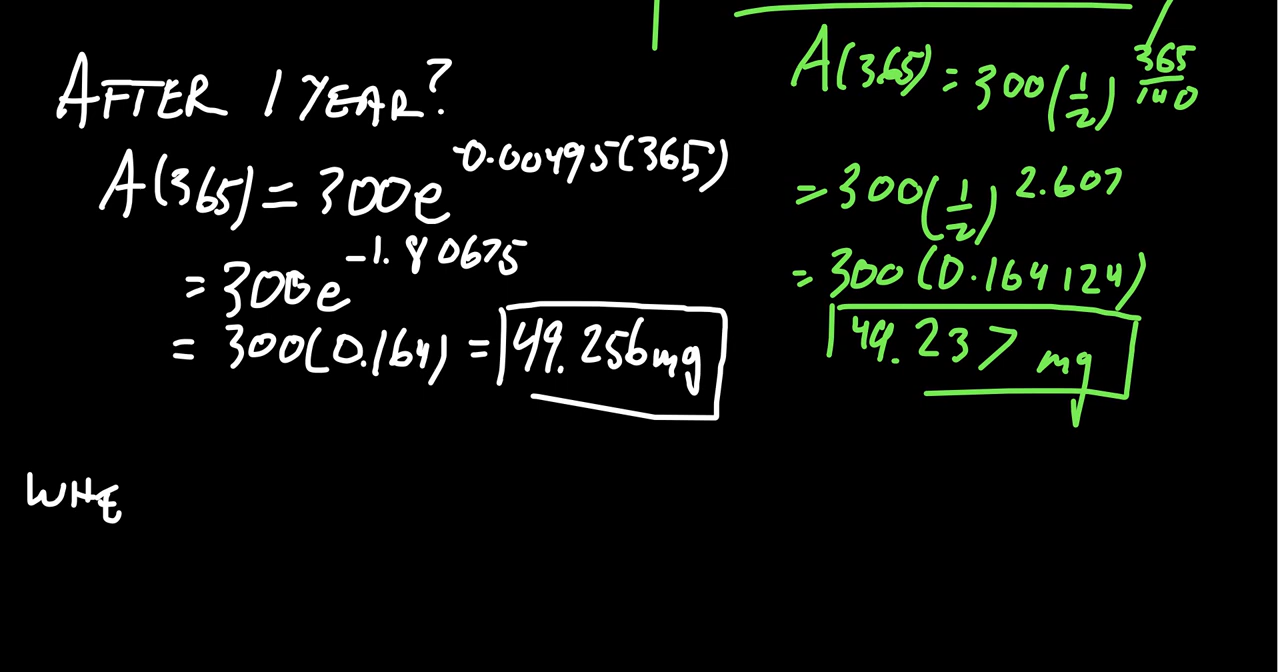 AFTER 1 YEAR?
A(365) = 300e^-0.00495(365)
= 300e^-1.80675
= 300(0.164) = 49.256mg
A(365) = 300(1/2)^365/140
= 300(1/2)^2.607
= 300(0.164124)
49.237 mg
WHE